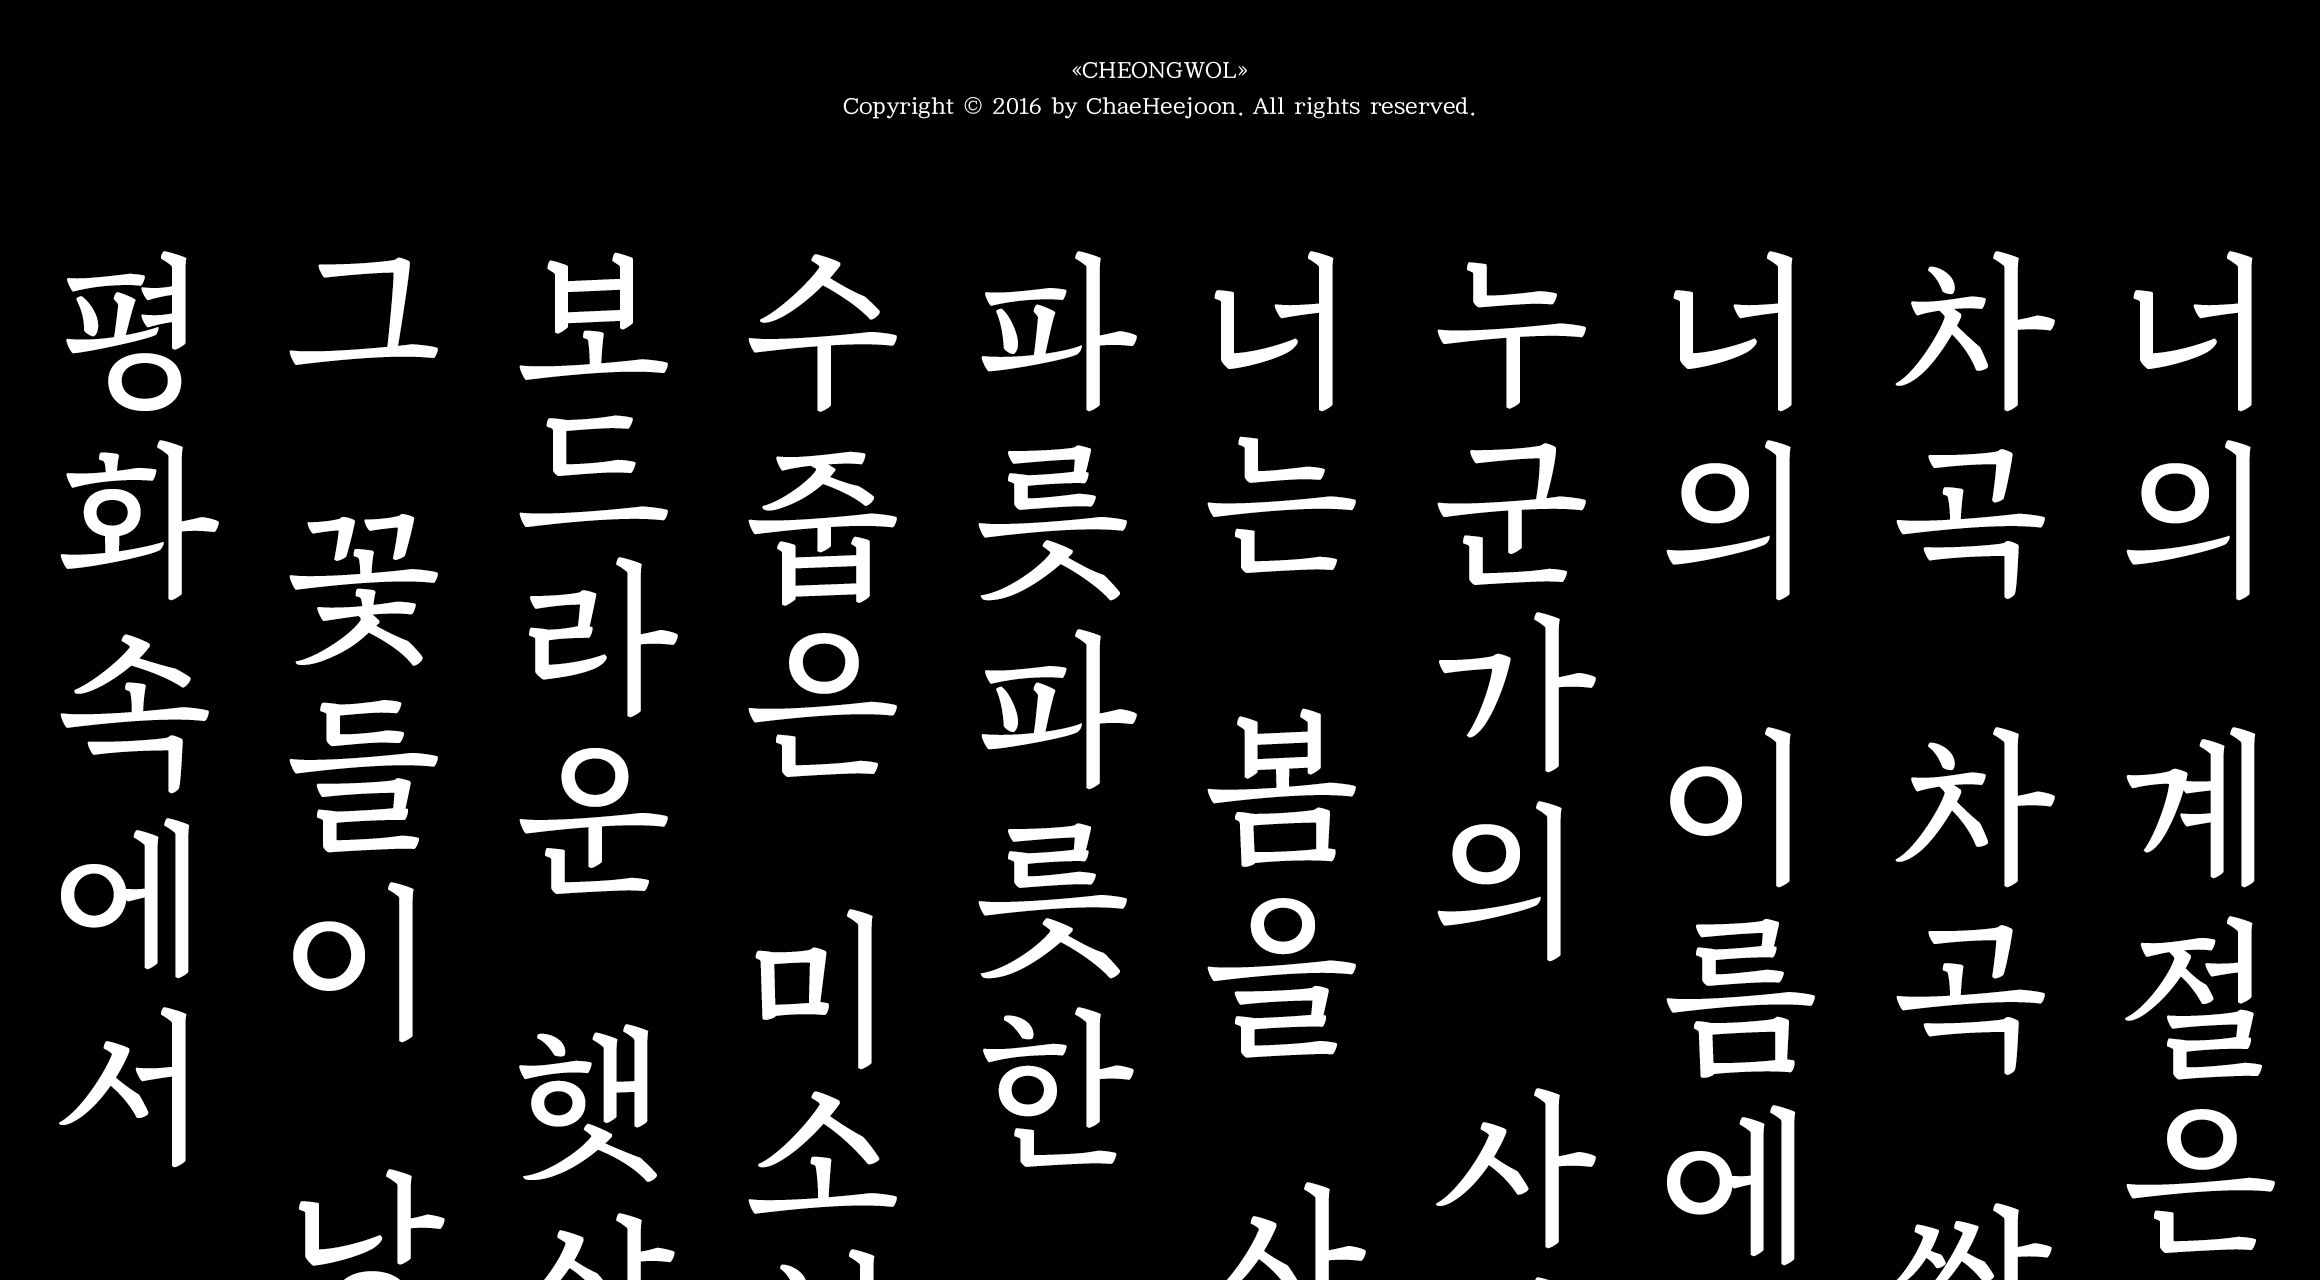 «CHEONGWOL»
Copyright © 2016 by ChaeHeejoon. All rights reserved.
너의 계절은
차곡 차곡
너의 이름에
누군가의 사
너는 봄을
파릇파릇한
수줍은 미소
보드라운 햇
그 꽃들이
평화속에서